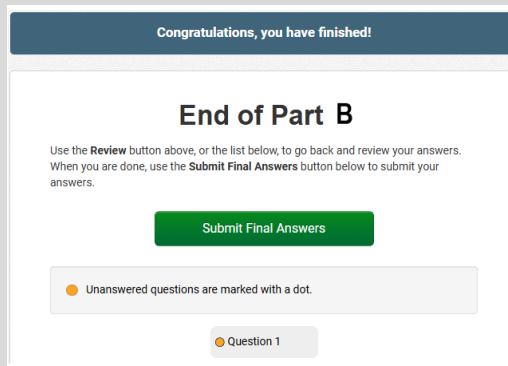 Congratulations, you have finished!
End of Part B
Use the Review button above, or the list below, to go back and review your answers.
When you are done, use the Submit Final Answers button below to submit your
answers.
Submit Final Answers
Unanswered questions are marked with a dot.
Question 1